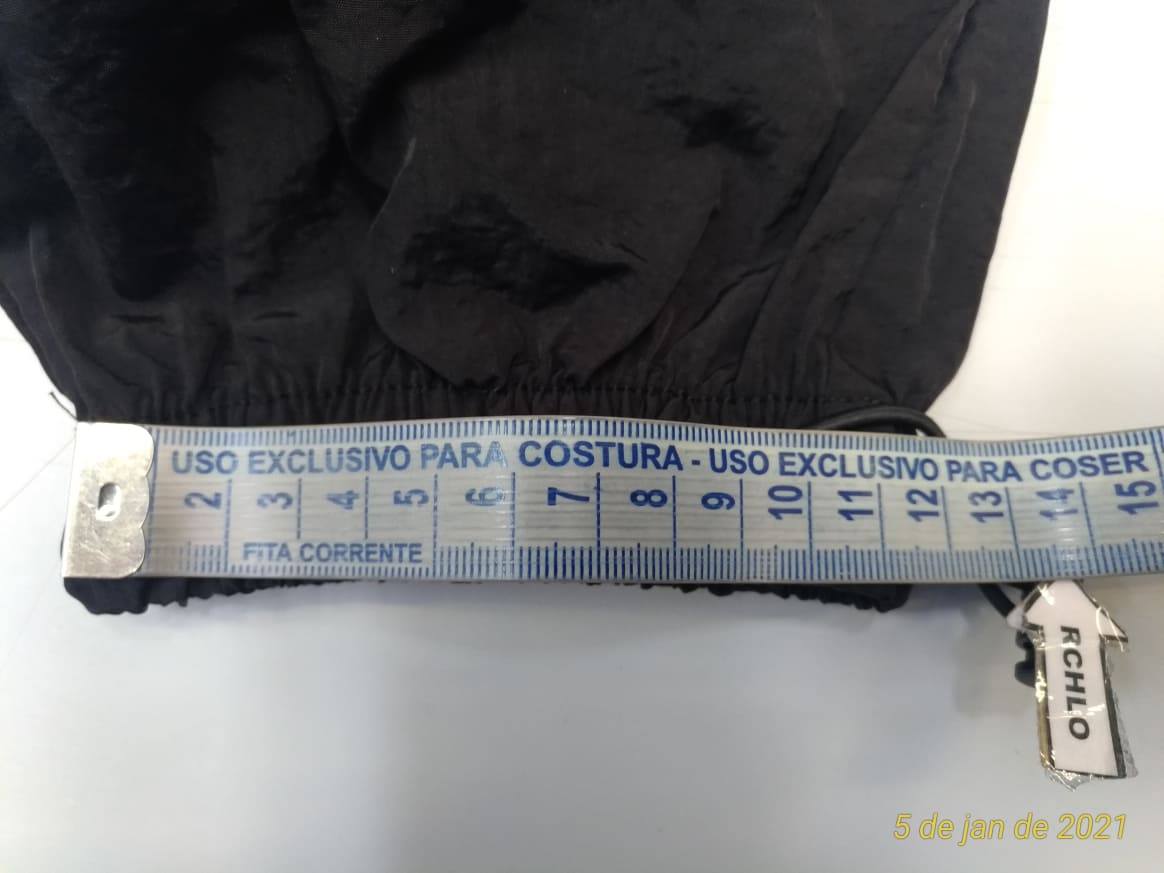 USO EXCLUSIVO PARA COSTURA - USO EXCLUSIVO PARA COSER
2 3 4 5 6 7 8 9 10 11 12 13 14 15
FITA CORRENTE
RCHLO
5 de jan de 2021